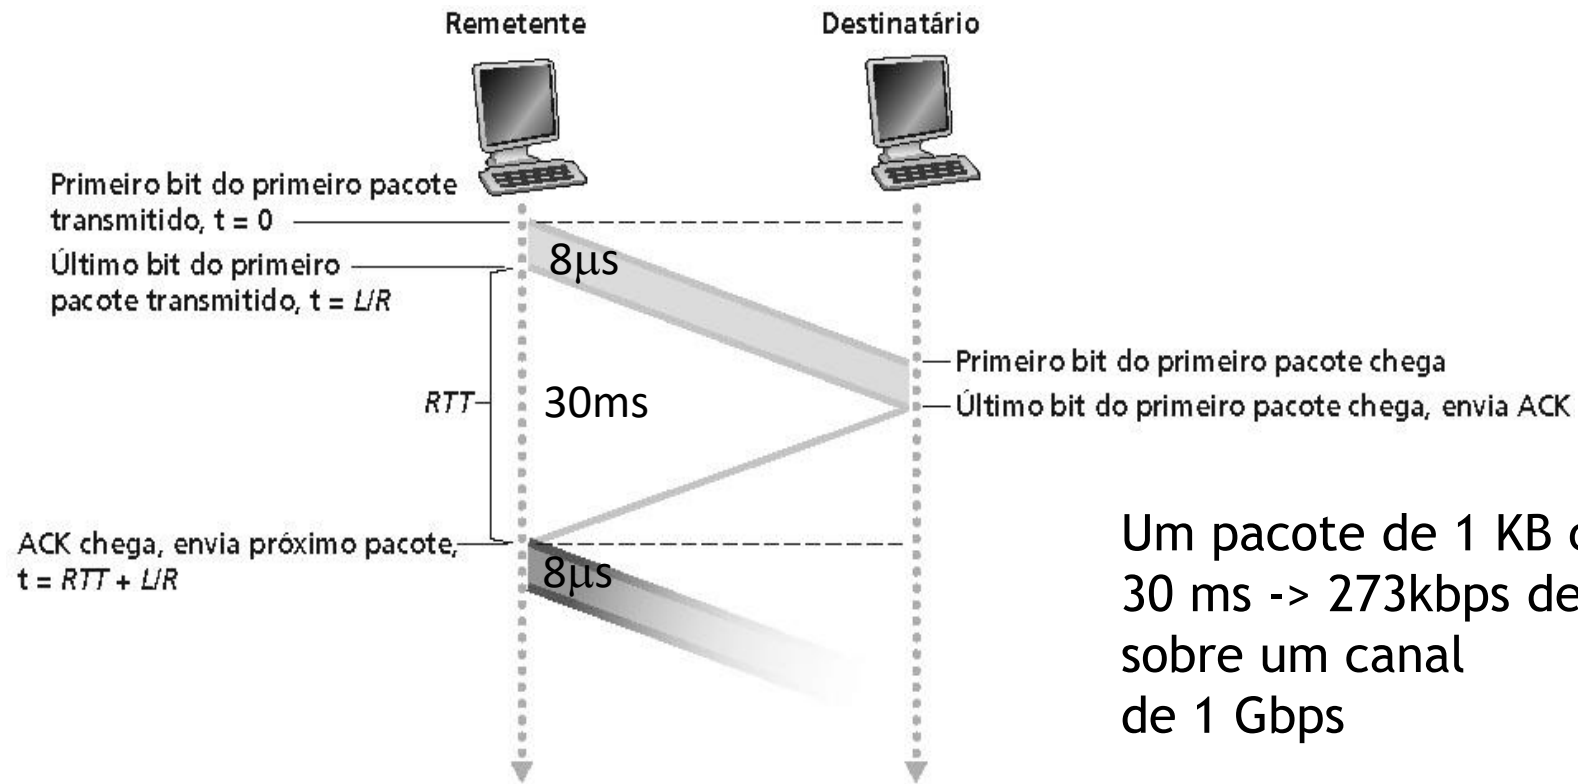 Remetente
Destinatário
Primeiro bit do primeiro pacote
transmitido, t = 0
8μs
Último bit do primeiro
pacote transmitido, t = L/R
Primeiro bit do primeiro pacote chega
RTT
30ms
Último bit do primeiro pacote chega, envia ACK
ACK chega, envia próximo pacote,
t = RTT + L/R
8μs
Um pacote de 1 KB
30 ms -> 273kbps de
sobre um canal
de 1 Gbps